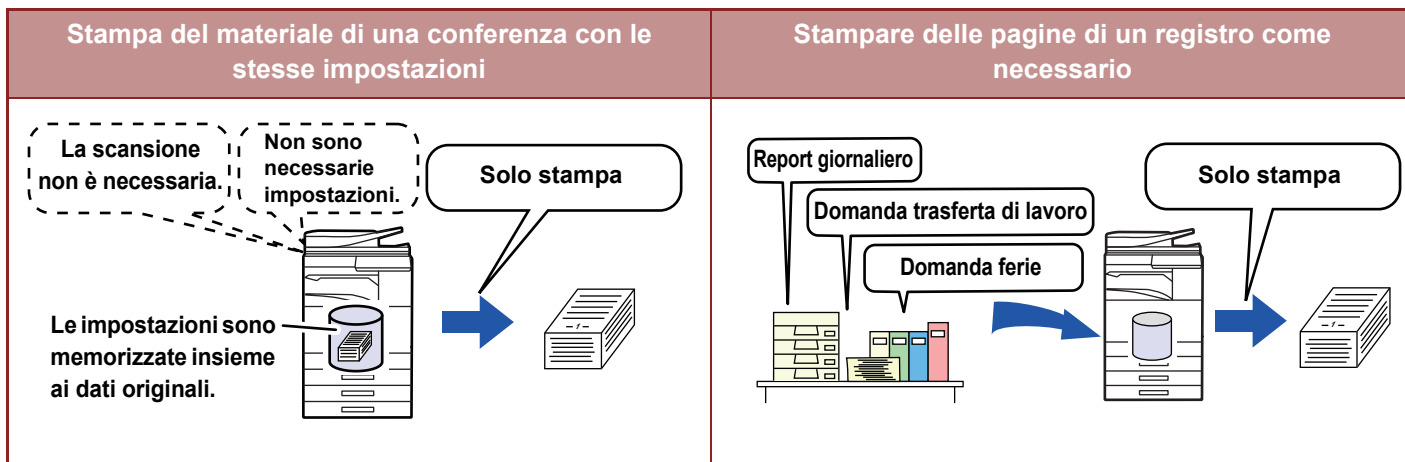 Stampa del materiale di una conferenza con le
stesse impostazioni
Stampare delle pagine di un registro come
necessario
La scansione
non è necessaria.
Non sono
necessarie
impostazioni.
Solo stampa
Le impostazioni sono
memorizzate insieme
ai dati originali.
-1-
Report giornaliero
Domanda trasferta di lavoro
Domanda ferie
Solo stampa
-1-